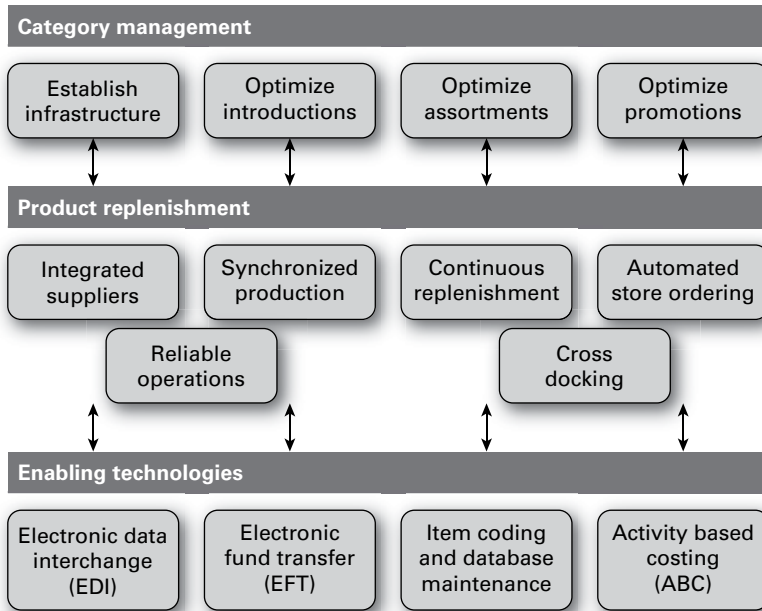 Category management
Establish
infrastructure
Optimize
introductions
Optimize
assortments
Optimize
promotions
Product replenishment
Integrated
suppliers
Synchronized
production
Continuous
replenishment
Automated
store ordering
Reliable
operations
Cross
docking
Enabling technologies
Electronic data
interchange
(EDI)
Electronic
fund transfer
(EFT)
Item coding
and database
maintenance
Activity based
costing
(ABC)